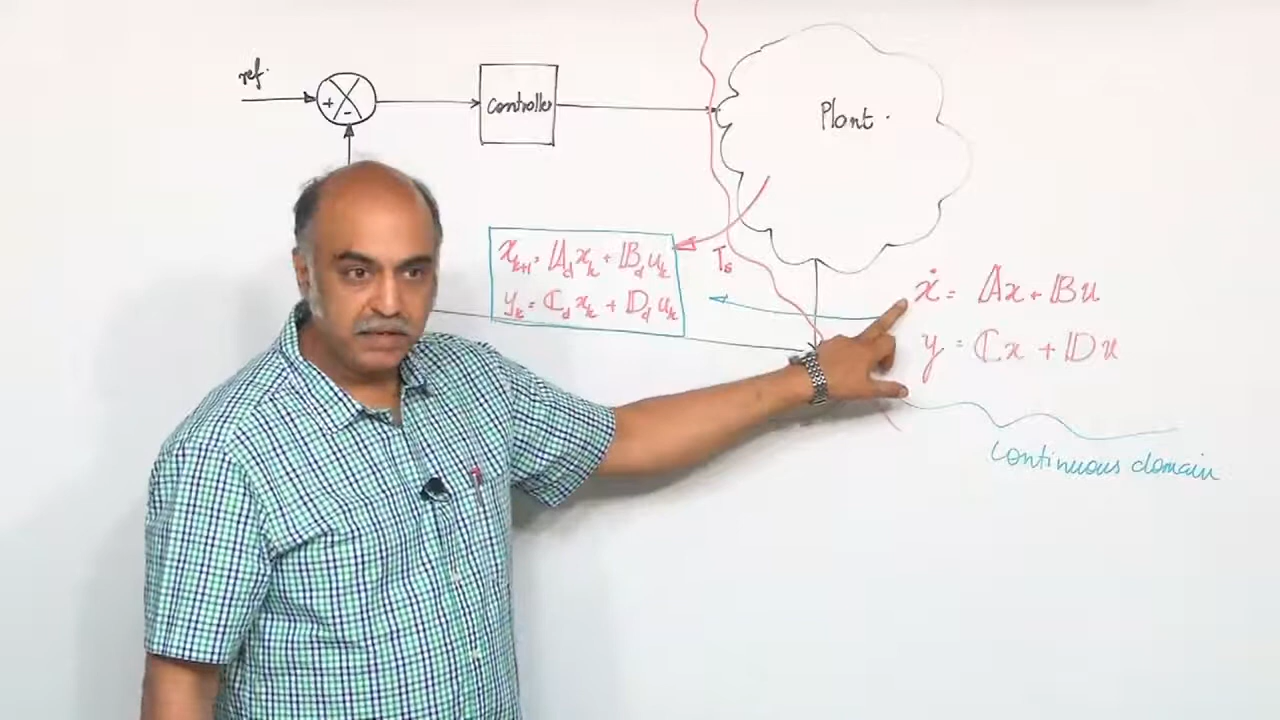 ref.
+
-
Controller
Plant.
Ts
x_{k+1} = A_d x_k + B_d u_k
y_k = C_d x_k + D_d u_k
ẋ = Ax + Bu
y = Cx + Du
Continuous domain